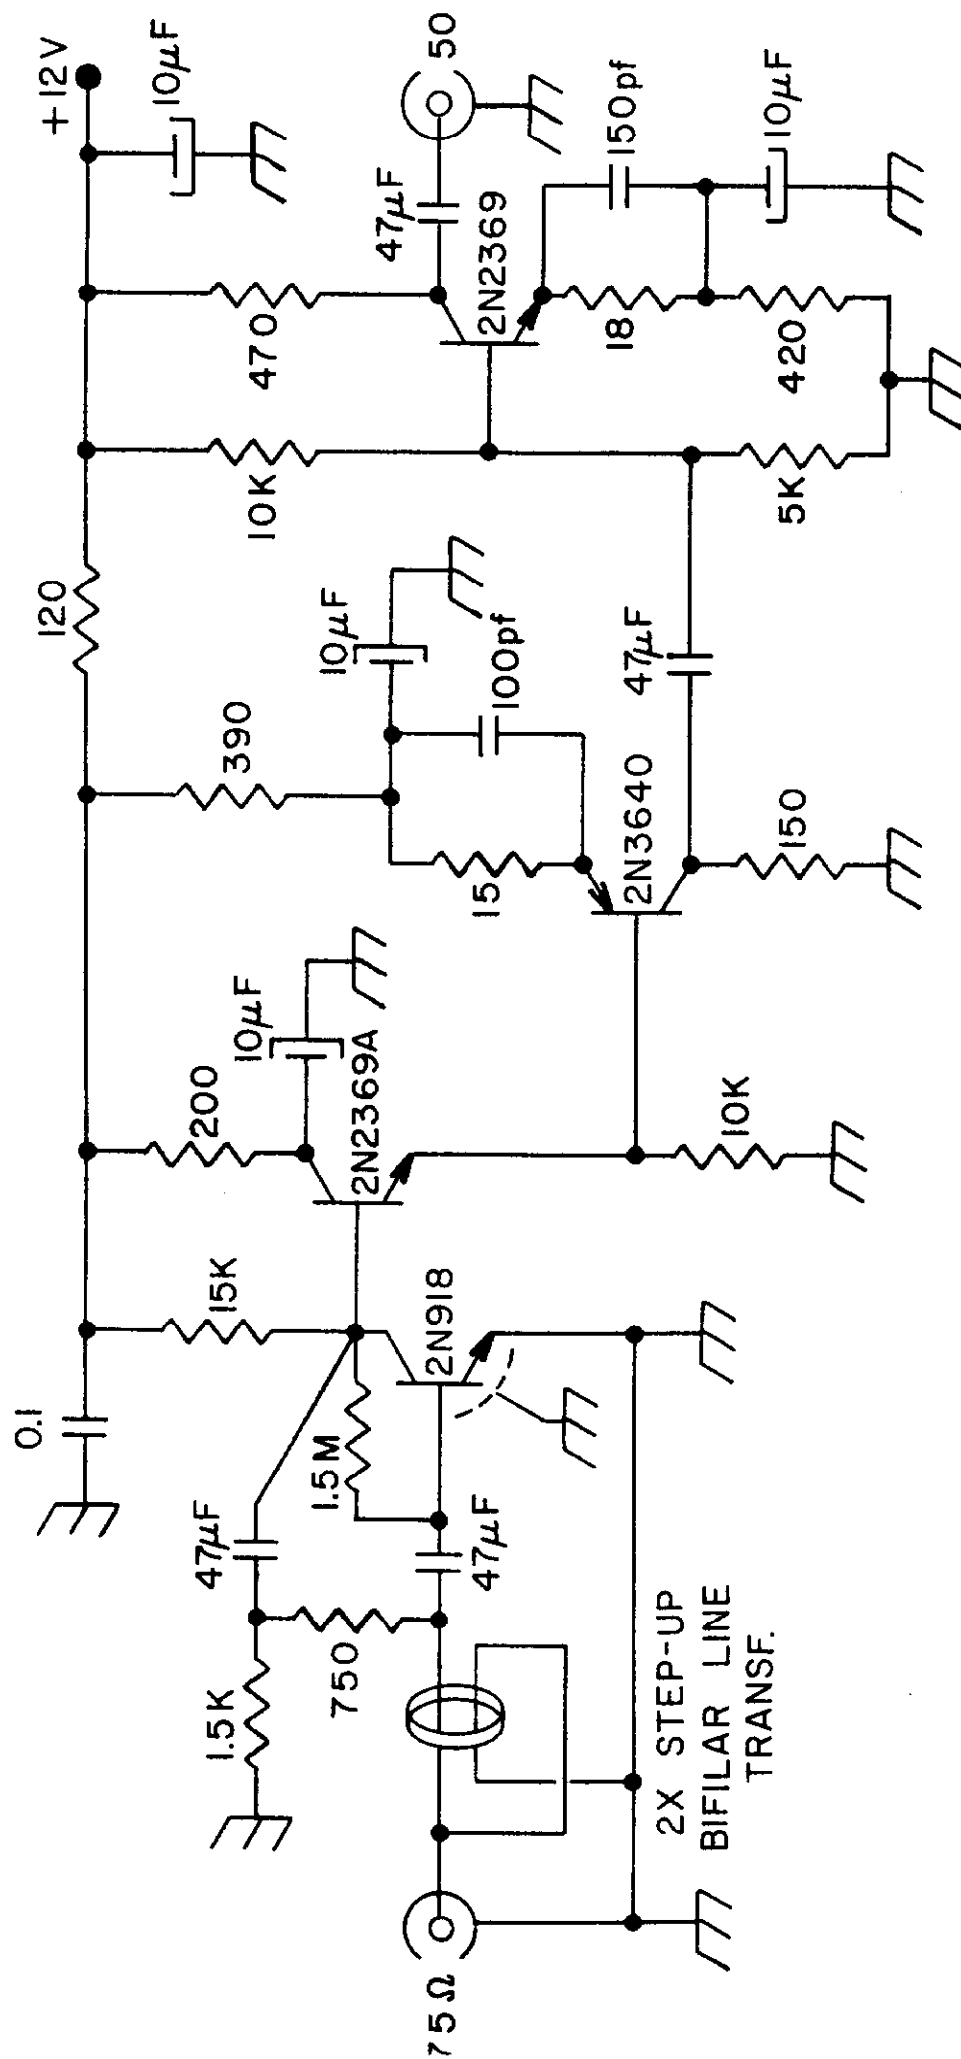 +12V
10µF
50
47µF
2N2369
150pf
10µF
470
18
420
10K
5K
120
390
10µF
100pf
47µF
15
2N3640
150
200
10µF
2N2369A
10K
15K
2N918
0.1
1.5M
47µF
47µF
750
1.5K
75Ω
2X STEP-UP
BIFILAR LINE
TRANSF.